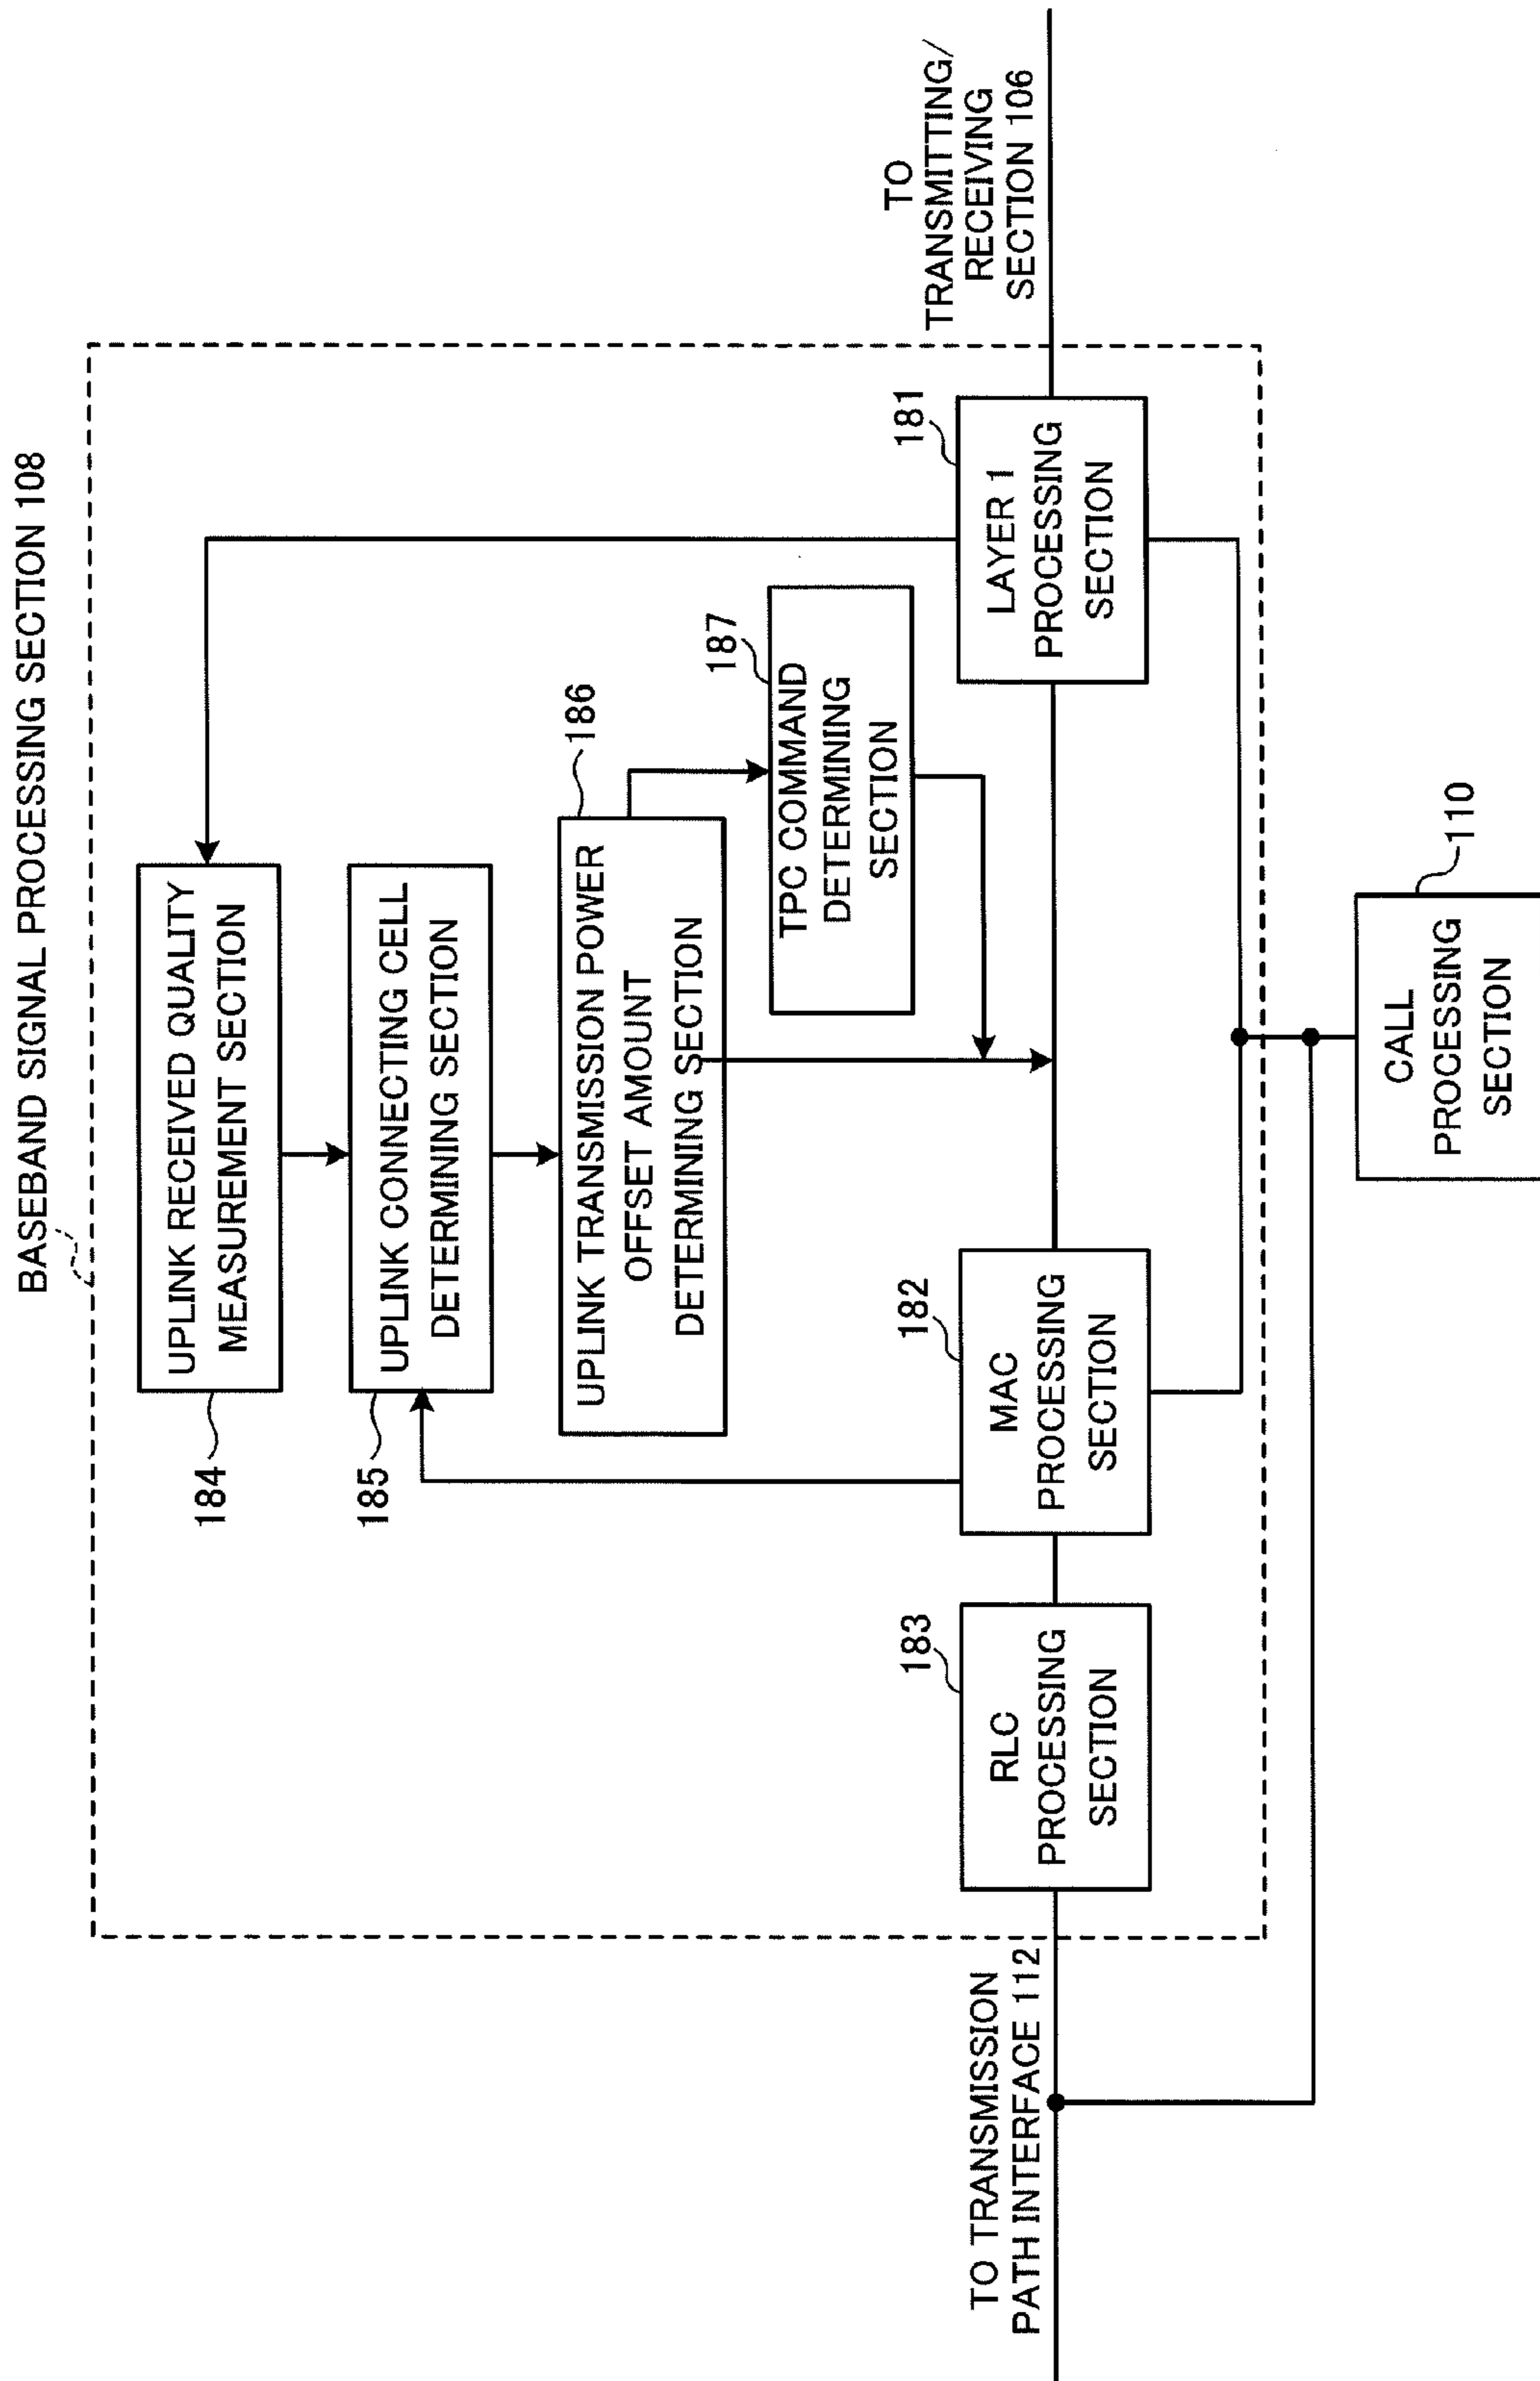 BASEBAND SIGNAL PROCESSING SECTION 108
184
UPLINK RECEIVED QUALITY
MEASUREMENT SECTION
185
UPLINK CONNECTING CELL
DETERMINING SECTION
186
UPLINK TRANSMISSION POWER
OFFSET AMOUNT
DETERMINING SECTION
187
TPC COMMAND
DETERMINING
SECTION
TO TRANSMISSION
PATH INTERFACE 112
183
RLC
PROCESSING
SECTION
182
MAC
PROCESSING
SECTION
181
LAYER 1
PROCESSING
SECTION
TO
TRANSMITTING/
RECEIVING
SECTION 106
CALL
PROCESSING
SECTION
110